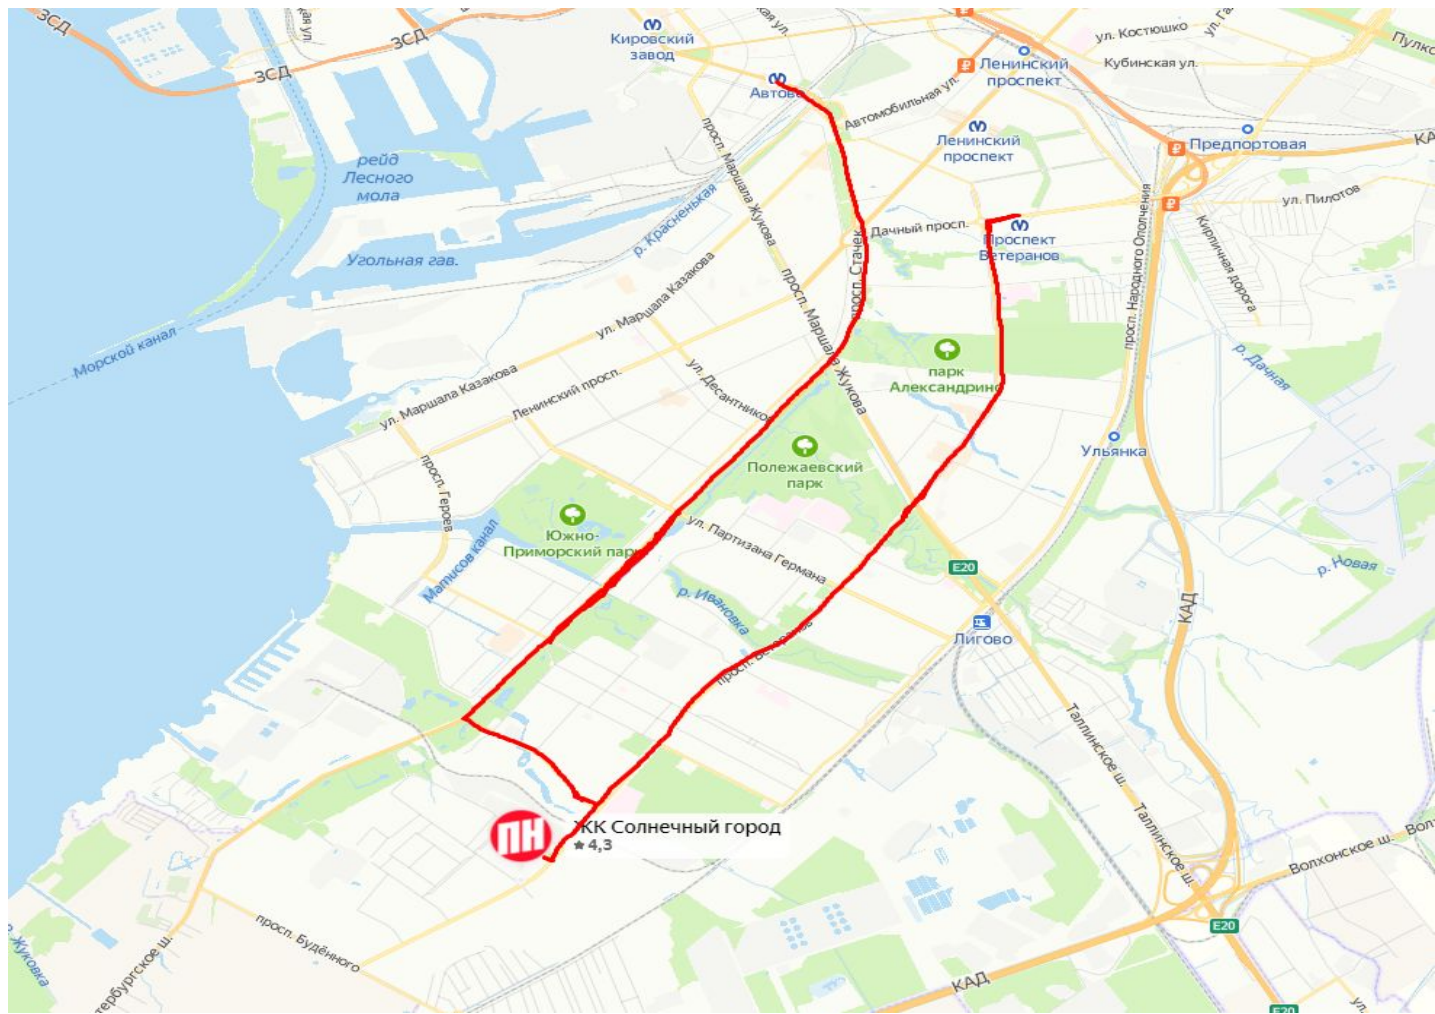 ЗСД
ЗСД
ЗСД
Кировский
завод
Автово
ул. Костюшко
Кубинская ул.
Ленинский
проспект
Автомобильная ул.
Ленинский
проспект
Предпортовая
КА
ул. Пилотов
Кирпичная дорога
просп. Народного Ополчения
рейд
Лесного
мола
Угольная гав.
Морской канал
просп. Маршала Жукова
р. Красненькая
Дачный просп.
просп. Стачек
Проспект
Ветеранов
ул. Маршала Казакова
просп. Маршала Жукова
парк
Александрино
р. Дачная
ул. Маршала Казакова
Ленинский просп.
ул. Десантников
Полежаевский
парк
Ульянка
просп. Героев
Матисов канал
Южно-
Приморский парк
ул. Партизана Германа
E20
р. Новая
р. Ивановка
Лигово
КАД
просп. Ветеранов
Таллинское ш.
Таллинское ш.
ПН
ЖК Солнечный город
4,3
Волхонское ш.
просп. Будённого
E20
КАД
E20